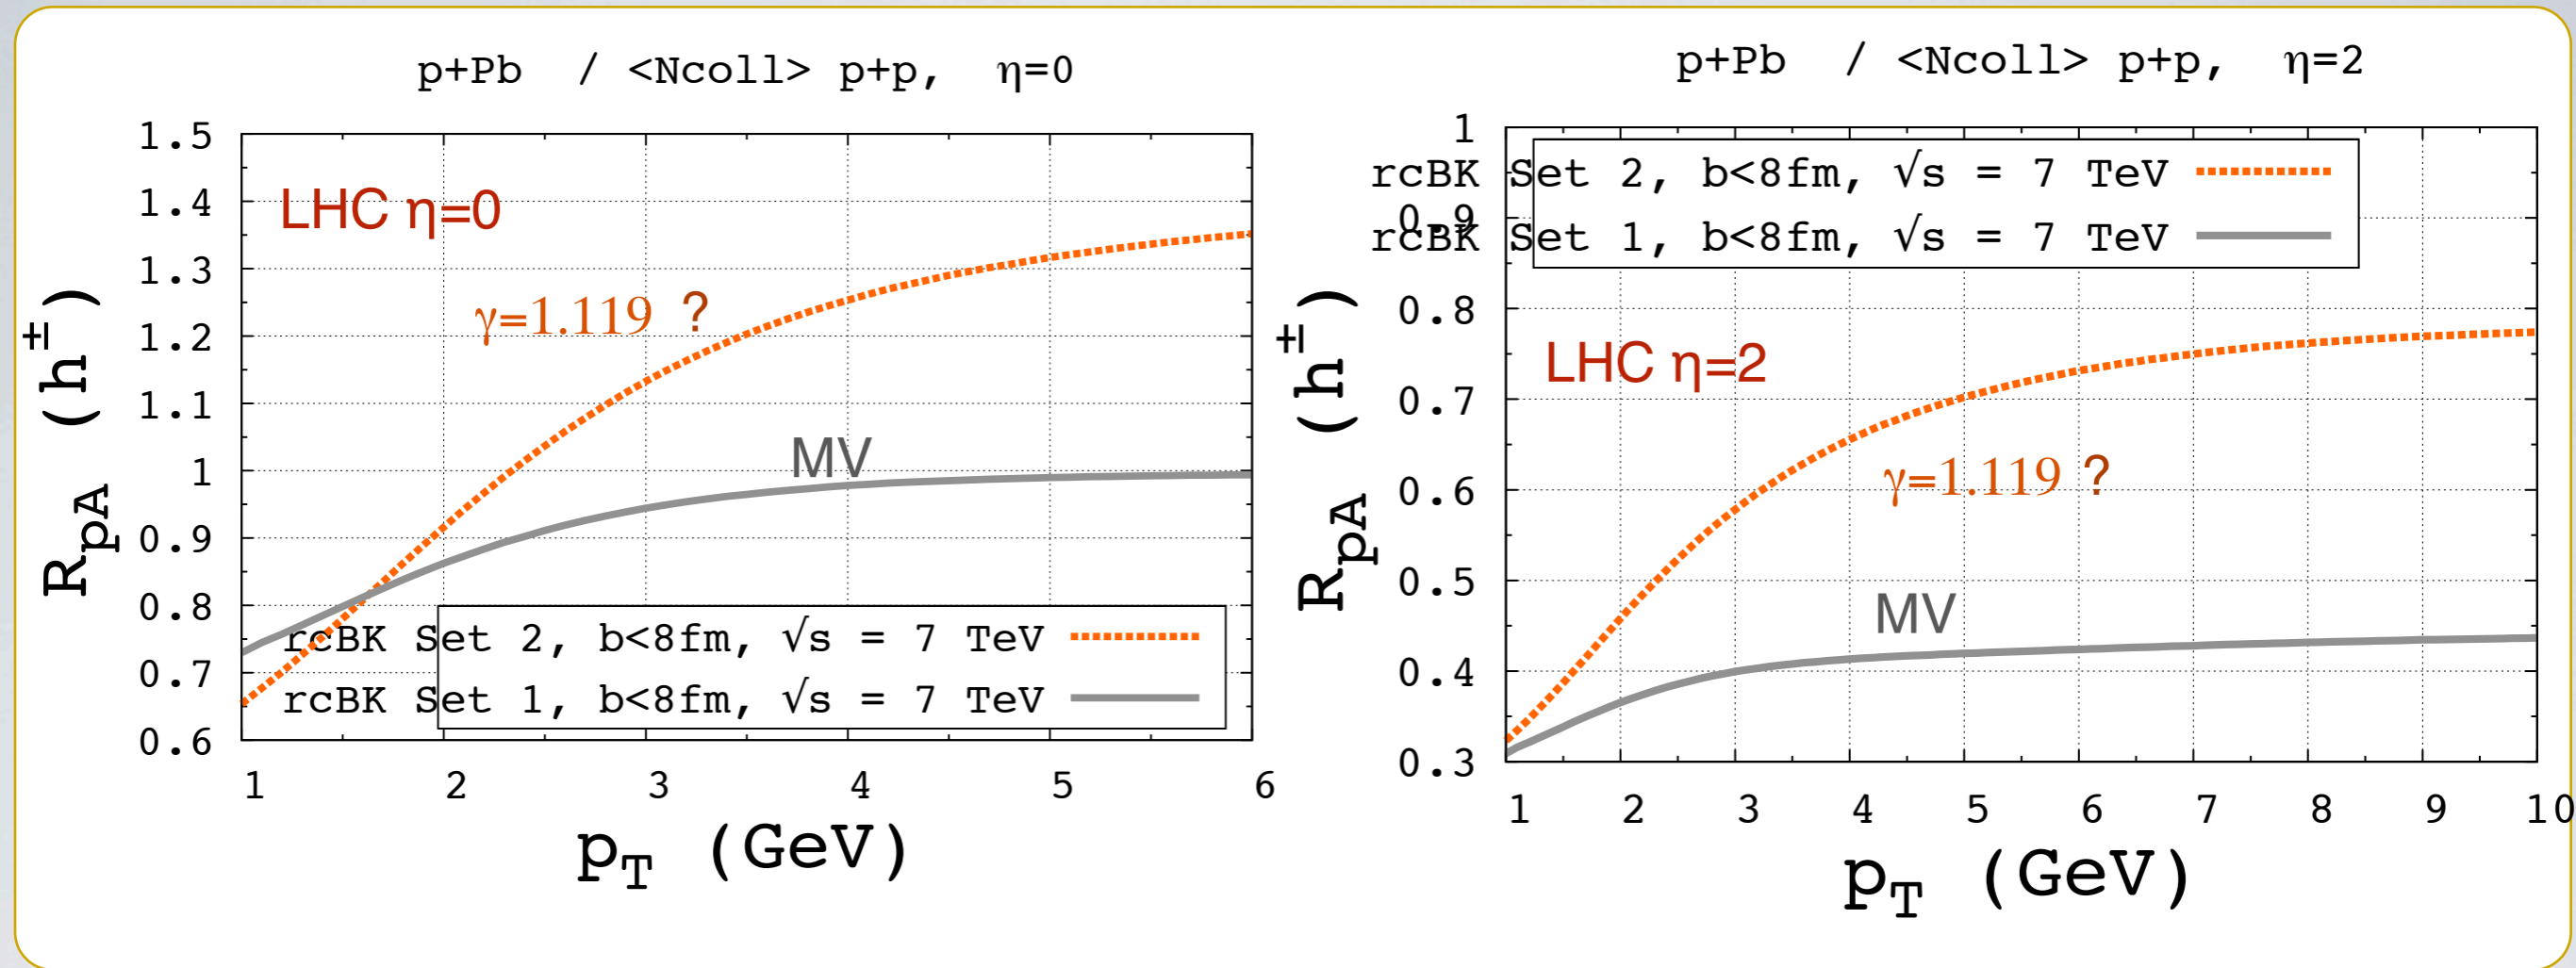 p+Pb / <Ncoll> p+p, η=0
1.5
1.4
1.3
1.2
1.1
1
0.9
0.8
0.7
0.6
R_pA (h^±)
LHC η=0
γ=1.119 ?
MV
rcBK Set 2, b<8fm, √s = 7 TeV
rcBK Set 1, b<8fm, √s = 7 TeV
1 2 3 4 5 6
p_T (GeV)
p+Pb / <Ncoll> p+p, η=2
1
0.9
0.8
0.7
0.6
0.5
0.4
0.3
R_pA (h^±)
rcBK Set 2, b<8fm, √s = 7 TeV
rcBK Set 1, b<8fm, √s = 7 TeV
LHC η=2
γ=1.119 ?
MV
1 2 3 4 5 6 7 8 9 10
p_T (GeV)